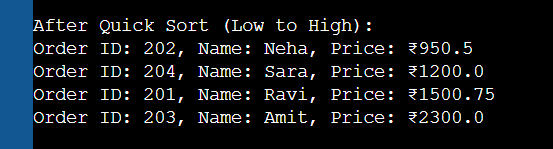 After Quick Sort (Low to High):
Order ID: 202, Name: Neha, Price: ₹950.5
Order ID: 204, Name: Sara, Price: ₹1200.0
Order ID: 201, Name: Ravi, Price: ₹1500.75
Order ID: 203, Name: Amit, Price: ₹2300.0